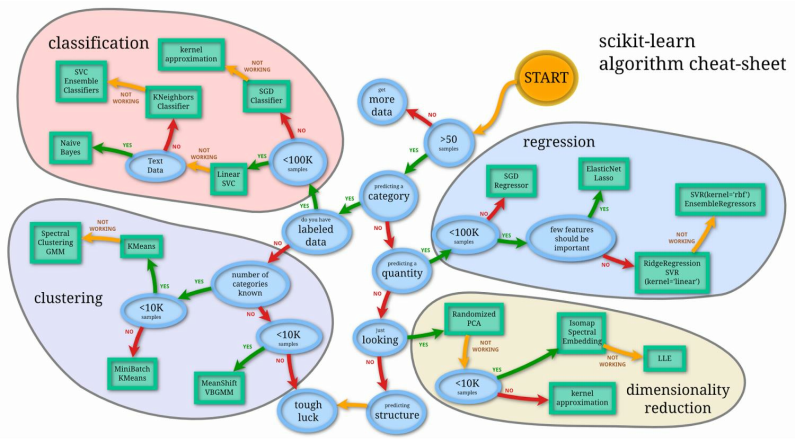 scikit-learn
algorithm cheat-sheet
START
classification
kernel
approximation
NOT
WORKING
SVC
Ensemble
Classifiers
NOT
WORKING
KNeighbors
Classifier
SGD
Classifier
NO
NO
YES
Naive
Bayes
YES
Text
Data
NOT
WORKING
Linear
SVC
YES
<100K
samples
get
more
data
NO
>50
samples
YES
predicting a
category
YES
do you have
labeled
data
YES
NO
NO
predicting a
quantity
YES
NO
Just
looking
YES
NO
predicting
structure
tough
luck
regression
SGD
Regressor
NO
<100K
samples
YES
ElasticNet
Lasso
YES
few features
should be
important
NO
SVR(kernel='rbf')
EnsembleRegressors
NOT
WORKING
RidgeRegression
SVR
(kernel='linear')
clustering
Spectral
Clustering
GMM
NOT
WORKING
KMeans
YES
<10K
samples
NO
MiniBatch
KMeans
YES
number of
categories
known
NO
<10K
samples
YES
NO
MeanShift
VBGMM
dimensionality
reduction
Randomized
PCA
NOT
WORKING
<10K
samples
YES
NO
Isomap
Spectral
Embedding
NOT
WORKING
LLE
kernel
approximation